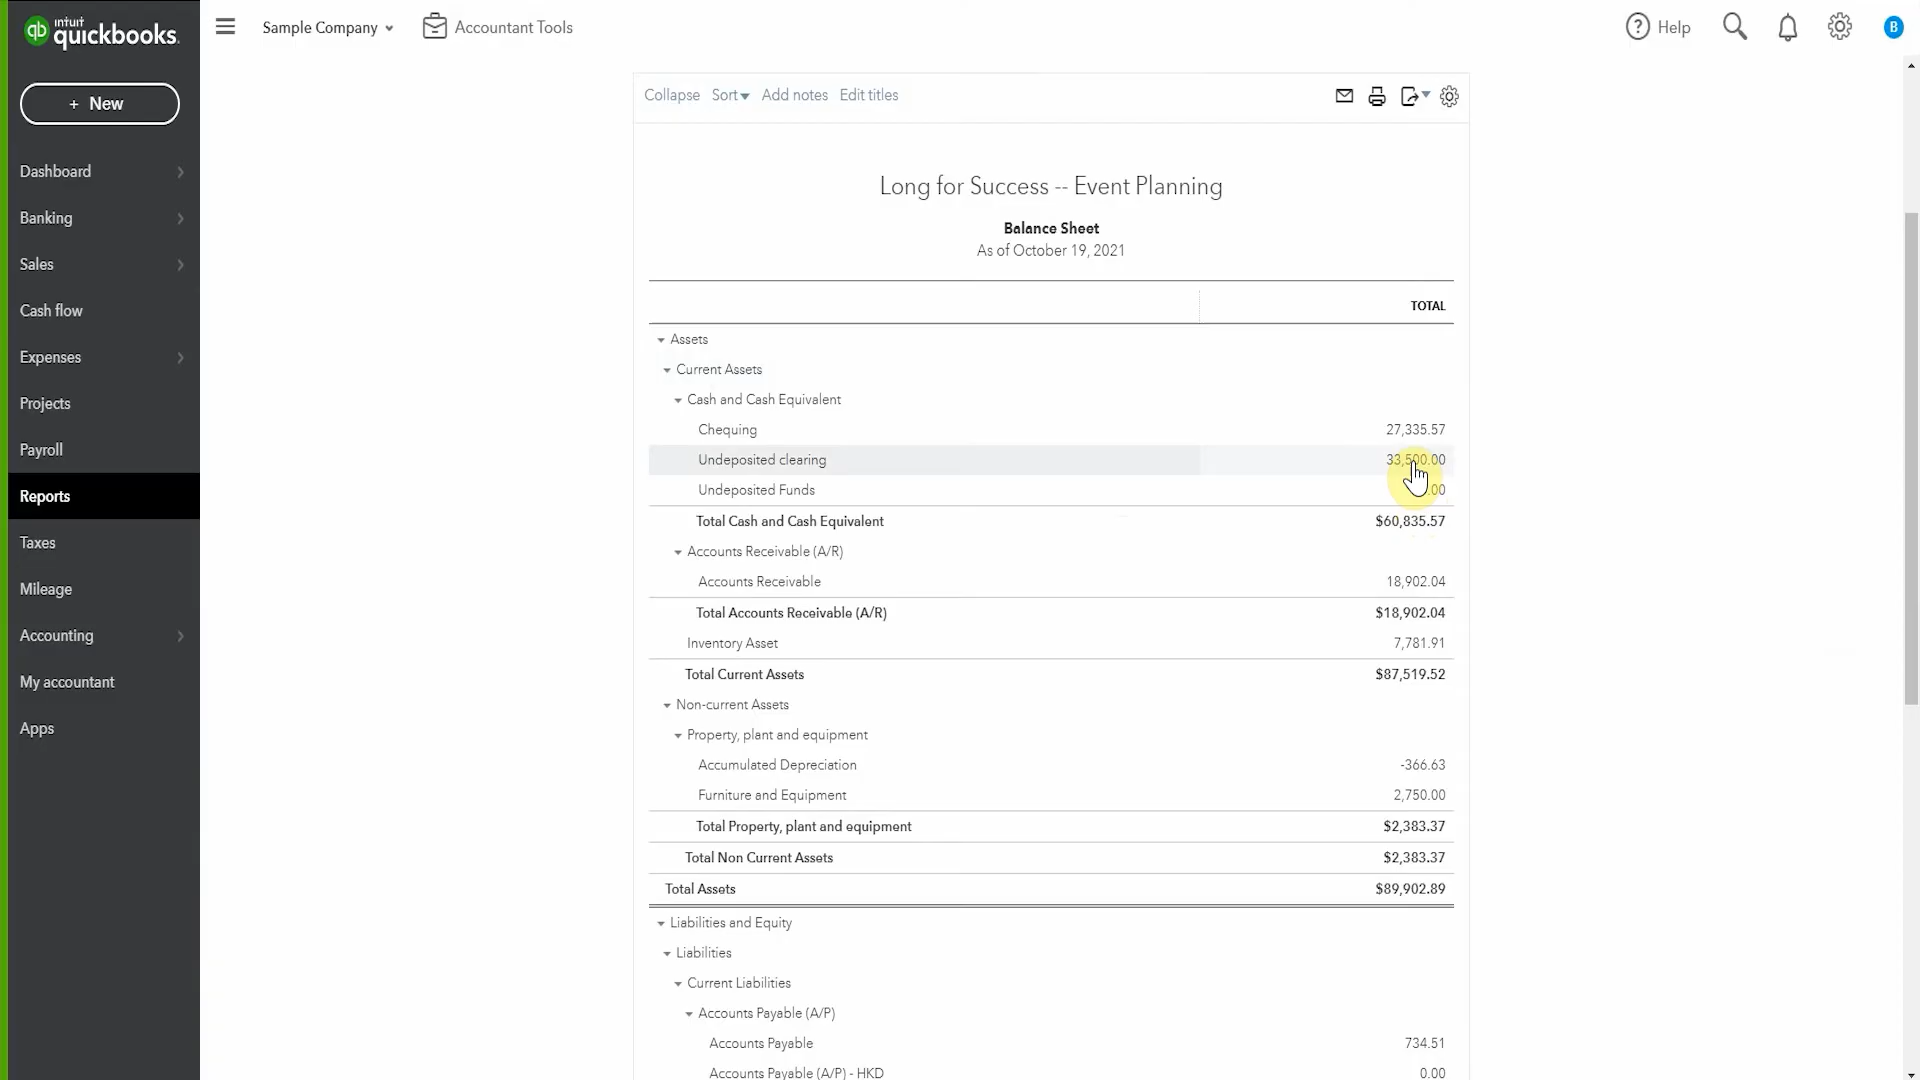 intuit
quickbooks.
Sample Company
Accountant Tools
Help
B
+ New
Dashboard
Banking
Sales
Cash flow
Expenses
Projects
Payroll
Reports
Taxes
Mileage
Accounting
My accountant
Apps
Collapse Sort Add notes Edit titles
Long for Success -- Event Planning
Balance Sheet
As of October 19, 2021
TOTAL
Assets
Current Assets
Cash and Cash Equivalent
Chequing 27,335.57
Undeposited clearing 33,500.00
Undeposited Funds
Total Cash and Cash Equivalent $60,835.57
Accounts Receivable (A/R)
Accounts Receivable 18,902.04
Total Accounts Receivable (A/R) $18,902.04
Inventory Asset 7,781.91
Total Current Assets $87,519.52
Non-current Assets
Property, plant and equipment
Accumulated Depreciation -366.63
Furniture and Equipment 2,750.00
Total Property, plant and equipment $2,383.37
Total Non Current Assets $2,383.37
Total Assets $89,902.89
Liabilities and Equity
Liabilities
Current Liabilities
Accounts Payable (A/P)
Accounts Payable 734.51
Accounts Payable (A/P) - HKD 0.00